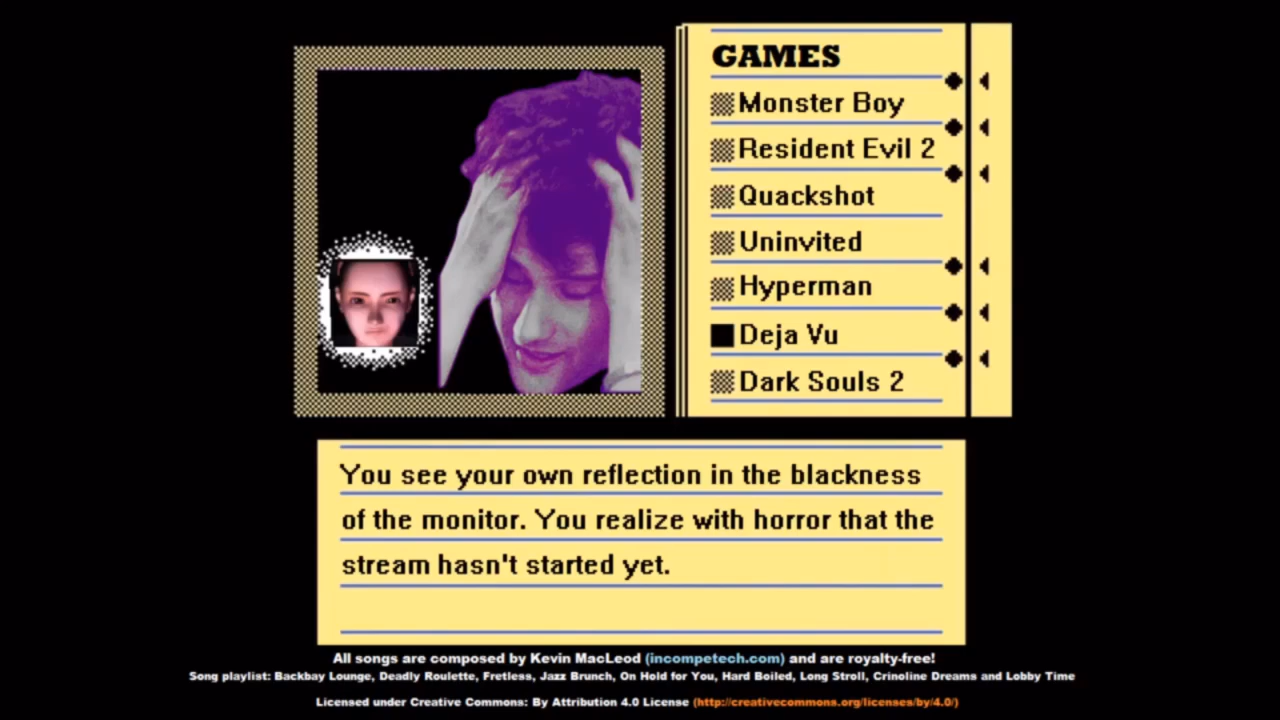 GAMES
Monster Boy
Resident Evil 2
Quackshot
Uninvited
Hyperman
Deja Vu
Dark Souls 2
You see your own reflection in the blackness
of the monitor. You realize with horror that the
stream hasn't started yet.
All songs are composed by Kevin MacLeod (incompetech.com) and are royalty-free!
Song playlist: Backbay Lounge, Deadly Roulette, Fretless, Jazz Brunch, On Hold for You, Hard Boiled, Long Stroll, Crinoline Dreams and Lobby Time
Licensed under Creative Commons: By Attribution 4.0 License (http://creativecommons.org/licenses/by/4.0/)